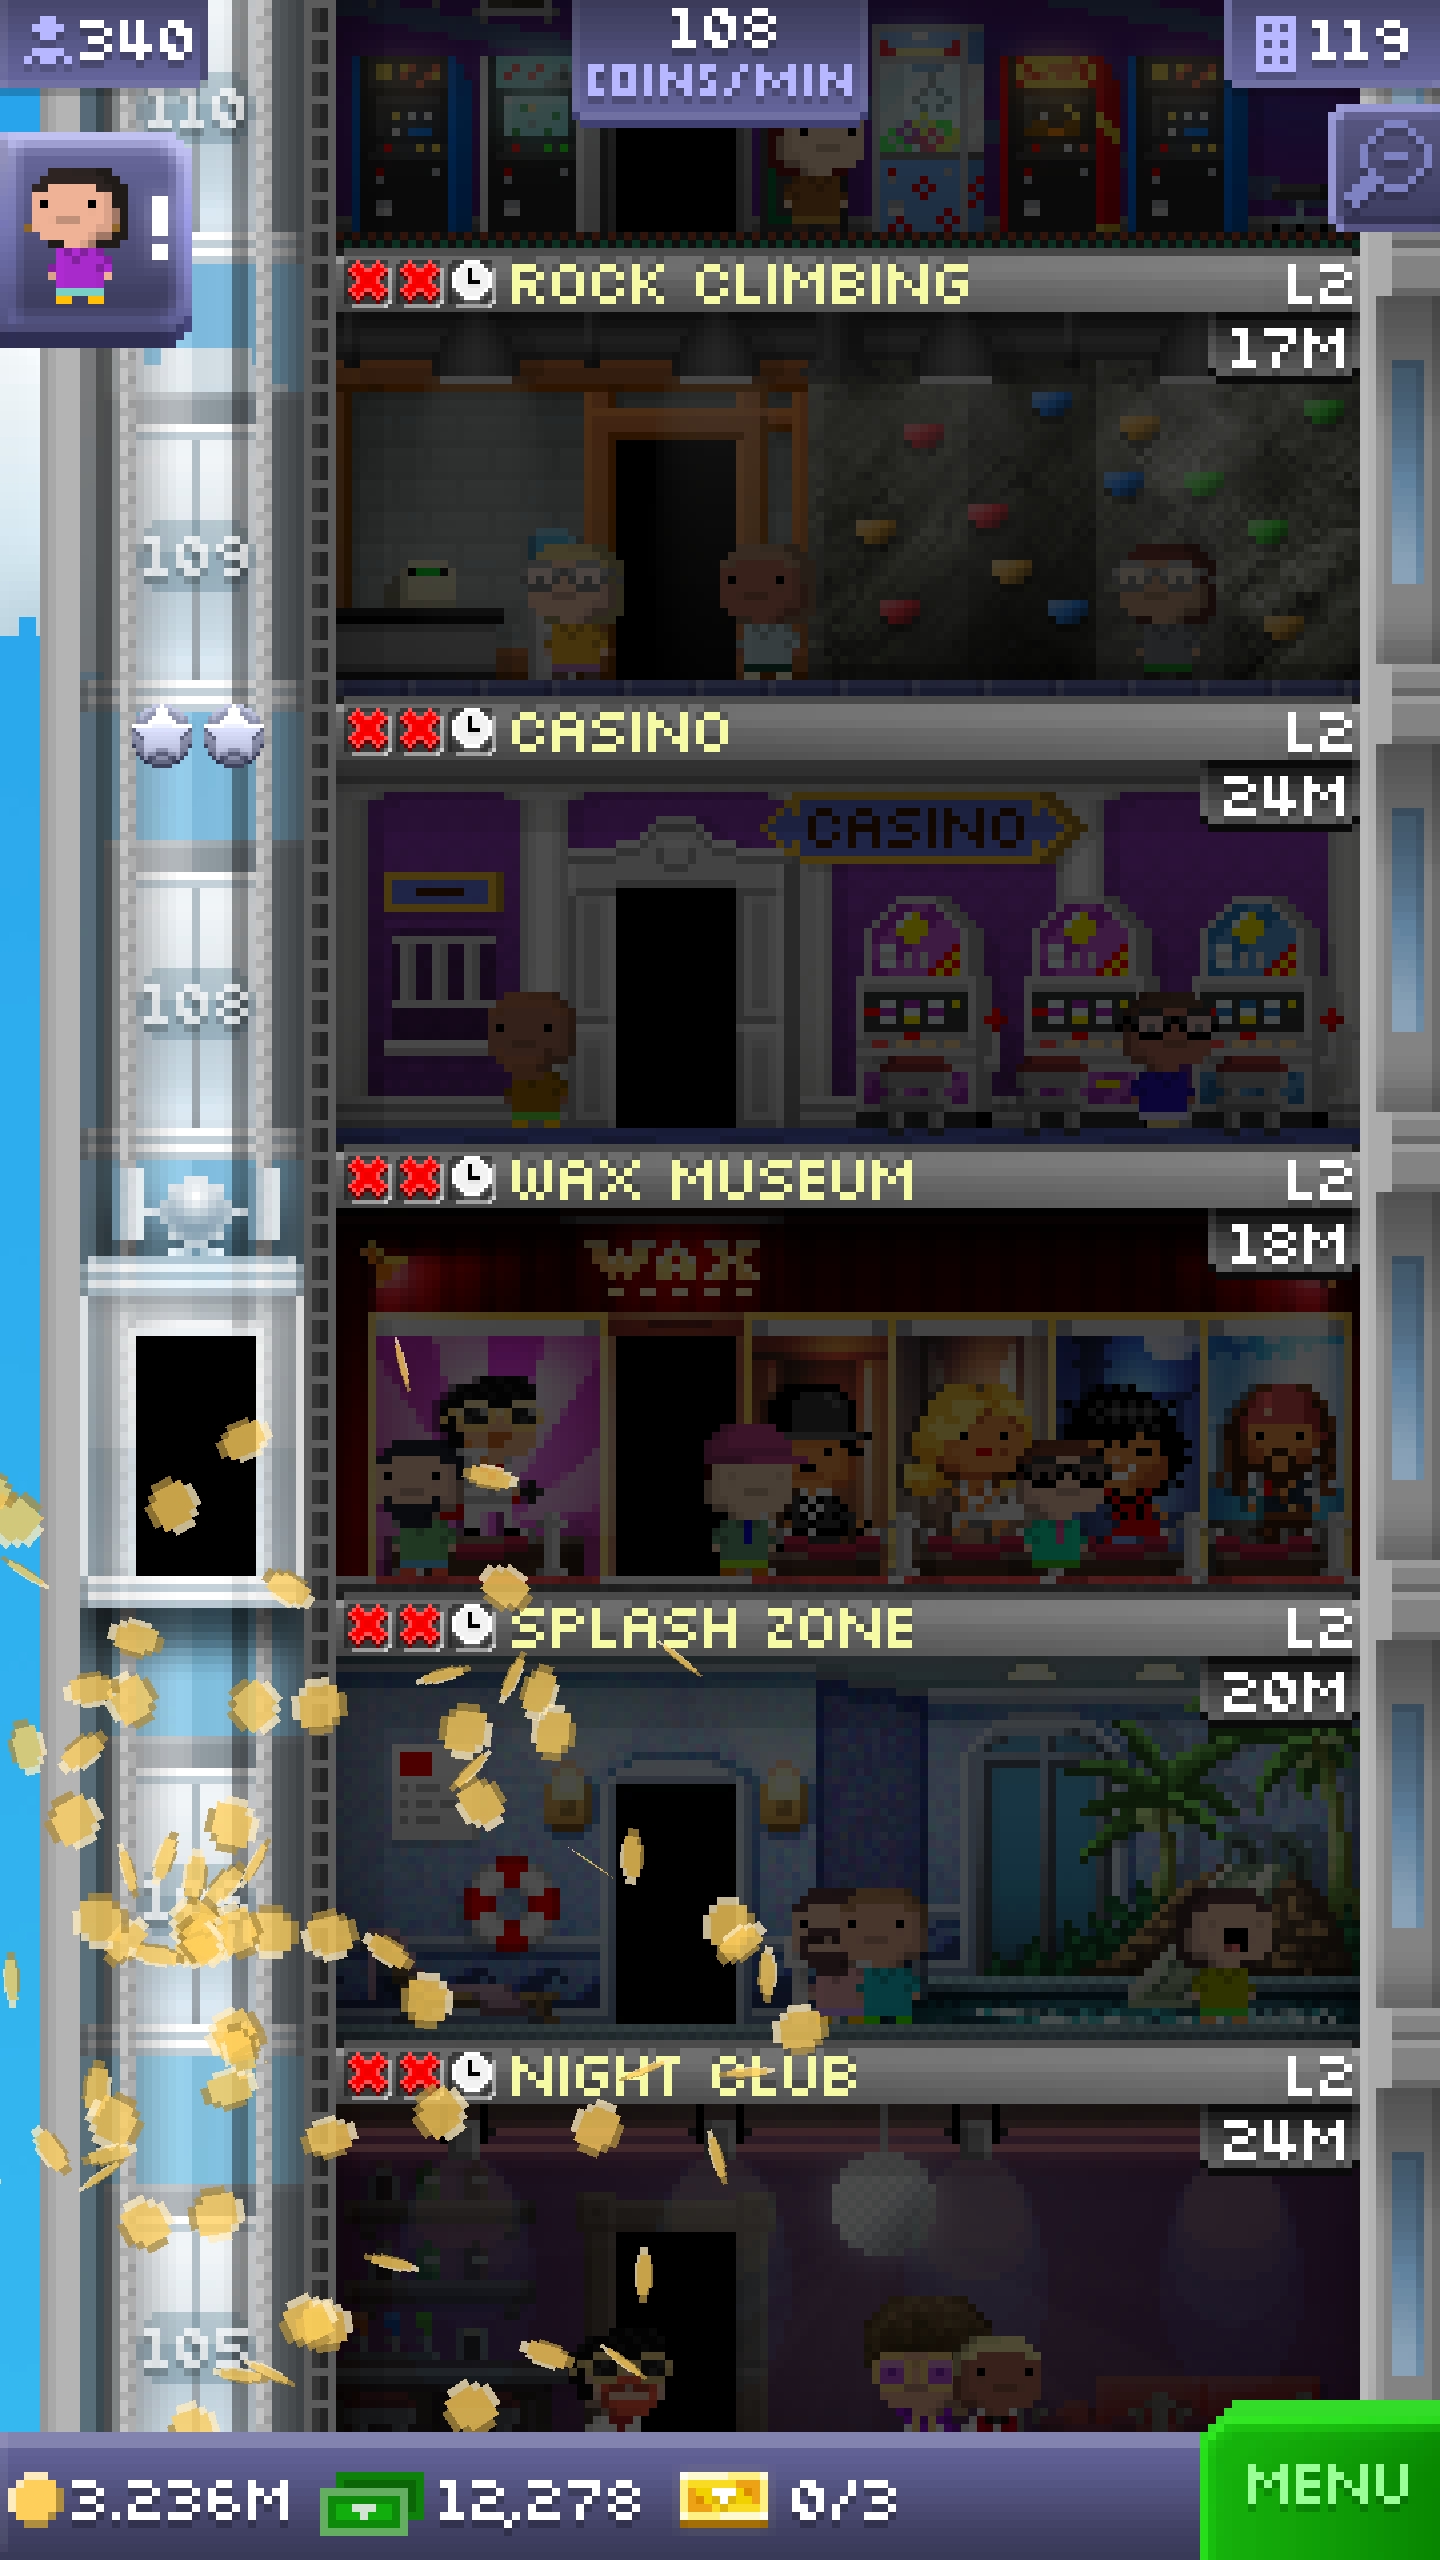 340
108
COINS/MIN
119
110
!
ROCK CLIMBING L2
17M
109
CASINO L2
24M
CASINO
108
WAX MUSEUM L2
18M
WAX
SPLASH ZONE L2
20M
NIGHT CLUB L2
24M
105
3.236M 12,278 0/3
MENU